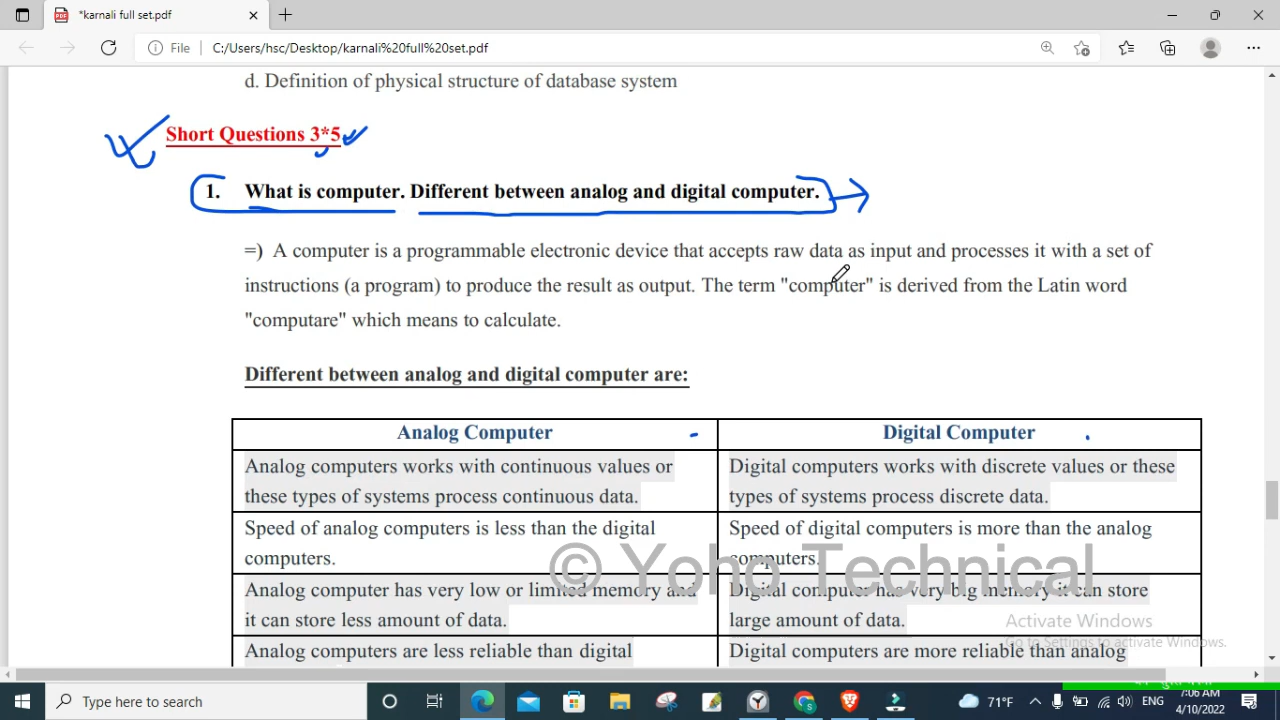 *karnali full set.pdf
File
C:/Users/hsc/Desktop/karnali%20full%20set.pdf
d. Definition of physical structure of database system
Short Questions 3*5
1. What is computer. Different between analog and digital computer.
=) A computer is a programmable electronic device that accepts raw data as input and processes it with a set of
instructions (a program) to produce the result as output. The term "computer" is derived from the Latin word
"computare" which means to calculate.
Different between analog and digital computer are:
Analog Computer
Digital Computer
Analog computers works with continuous values or
these types of systems process continuous data.
Digital computers works with discrete values or these
types of systems process discrete data.
Speed of analog computers is less than the digital
computers.
Speed of digital computers is more than the analog
computers.
Analog computer has very low or limited memory and
it can store less amount of data.
Digital computer has very big memory it can store
large amount of data.
Analog computers are less reliable than digital
Digital computers are more reliable than analog
© Yoho Technical
Activate Windows
Go to Settings to activate Windows.
Type here to search
71°F
ENG
7:06 AM
4/10/2022